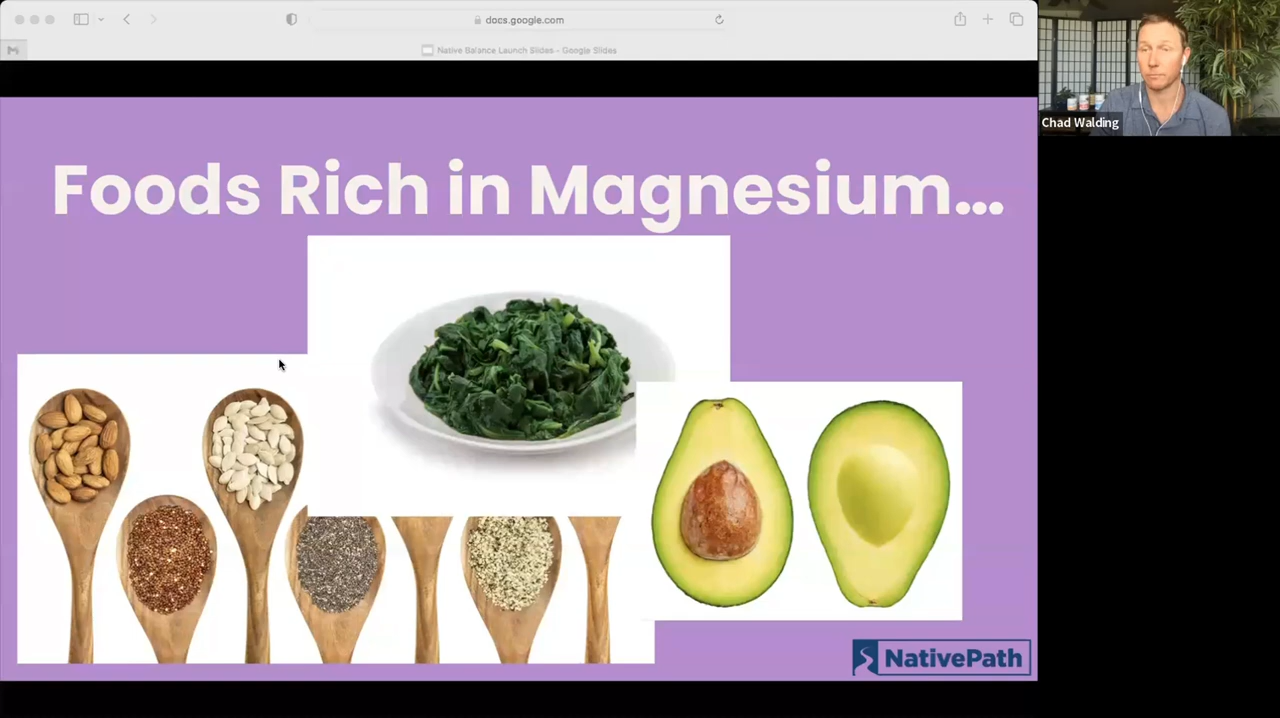 docs.google.com
Native Balance Launch Slides - Google Slides
Chad Walding
Foods Rich in Magnesium...
NativePath